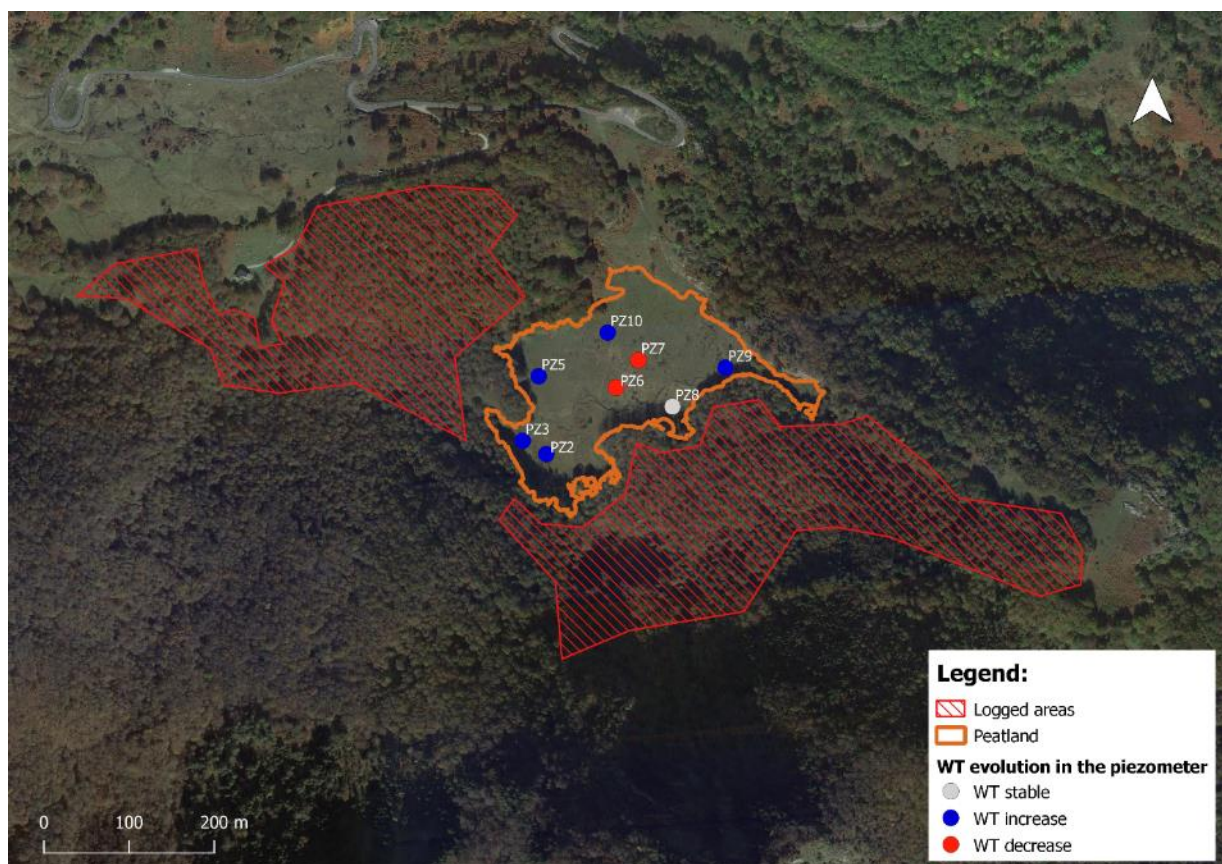 PZ10
PZ7
PZ9
PZ5
PZ6
PZ8
PZ3
PZ2
Legend:
Logged areas
Peatland
WT evolution in the piezometer
WT stable
WT increase
WT decrease
0 100 200 m